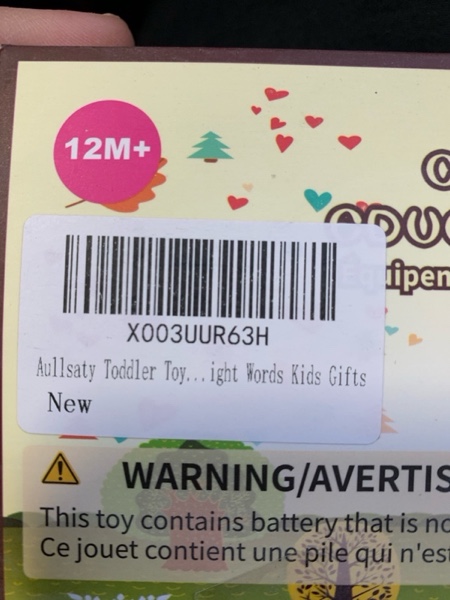 12M+
X003UUR63H
Aullsaty Toddler Toy...ight Words Kids Gifts
New
WARNING/AVERTIS
This toy contains battery that is no
Ce jouet contient une pile qui n'est